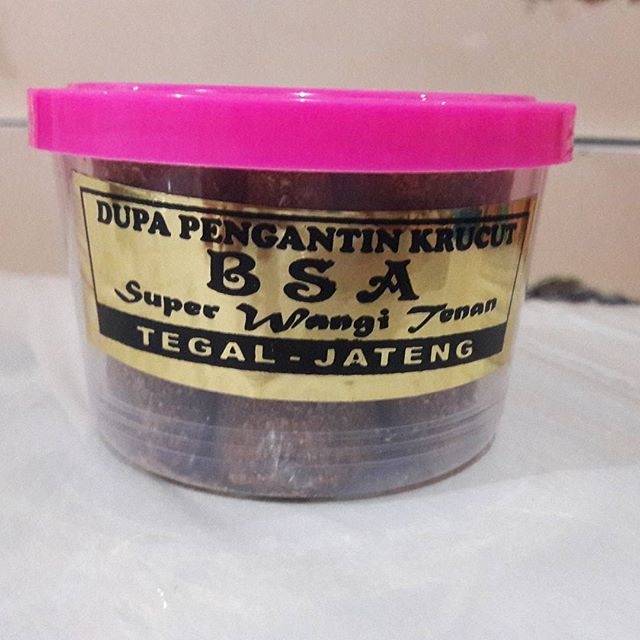 DUPA PENGANTIN KRUCUT
BSA
Super Wangi Tenan
TEGAL - JATENG